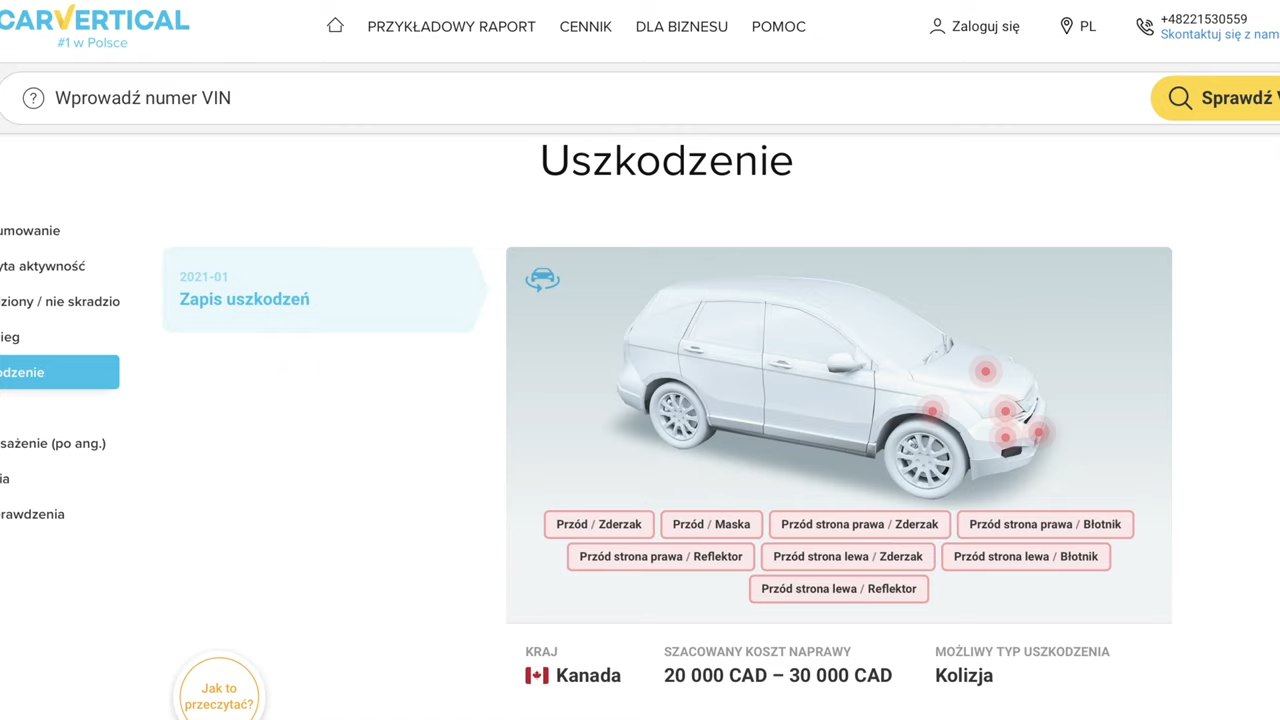 CARVERTICAL
#1 w Polsce
PRZYKŁADOWY RAPORT CENNIK DLA BIZNESU POMOC
Zaloguj się
PL
+48221530559
Skontaktuj się z nam
? Wprowadź numer VIN
Sprawdź V
Uszkodzenie
umowanie
yta aktywność
dziony / nie skradzio
ieg
odzenie
sażenie (po ang.)
ia
rawdzenia
2021-01
Zapis uszkodzeń
Przód / Zderzak Przód / Maska Przód strona prawa / Zderzak Przód strona prawa / Błotnik
Przód strona prawa / Reflektor Przód strona lewa / Zderzak Przód strona lewa / Błotnik
Przód strona lewa / Reflektor
KRAJ
Kanada
SZACOWANY KOSZT NAPRAWY
20 000 CAD – 30 000 CAD
MOŻLIWY TYP USZKODZENIA
Kolizja
Jak to
przeczytać?